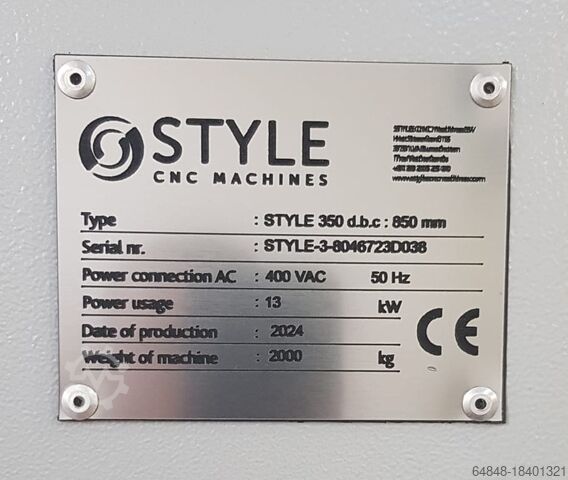 STYLE
CNC MACHINES
Type : STYLE 350 d.b.c : 850 mm
Serial nr. : STYLE-3-8046723D038
Power connection AC : 400 VAC 50 Hz
Power usage : 13 kW
Date of production : 2024
Weight of machine : 2000 kg
CE
64848-18401321